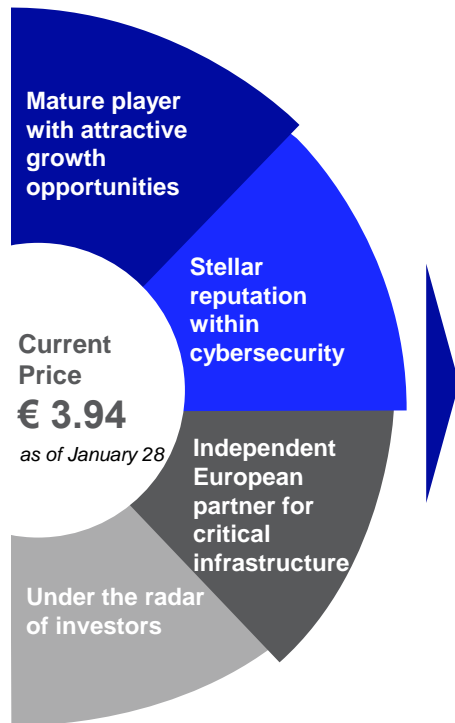 Mature player
with attractive
growth
opportunities
Stellar
reputation
within
cybersecurity
Current
Price
€ 3.94
as of January 28
Independent
European
partner for
critical
infrastructure
Under the radar
of investors